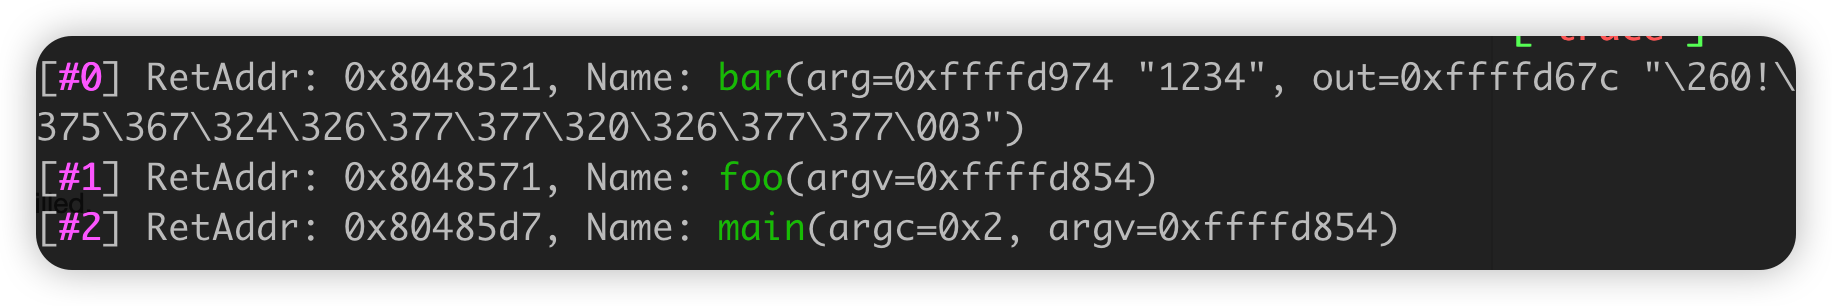 [ trace ]
[#0] RetAddr: 0x8048521, Name: bar(arg=0xffffd974 "1234", out=0xffffd67c "\260!\
375\367\324\326\377\377\320\326\377\377\003")
[#1] RetAddr: 0x8048571, Name: foo(argv=0xffffd854)
illed
[#2] RetAddr: 0x80485d7, Name: main(argc=0x2, argv=0xffffd854)